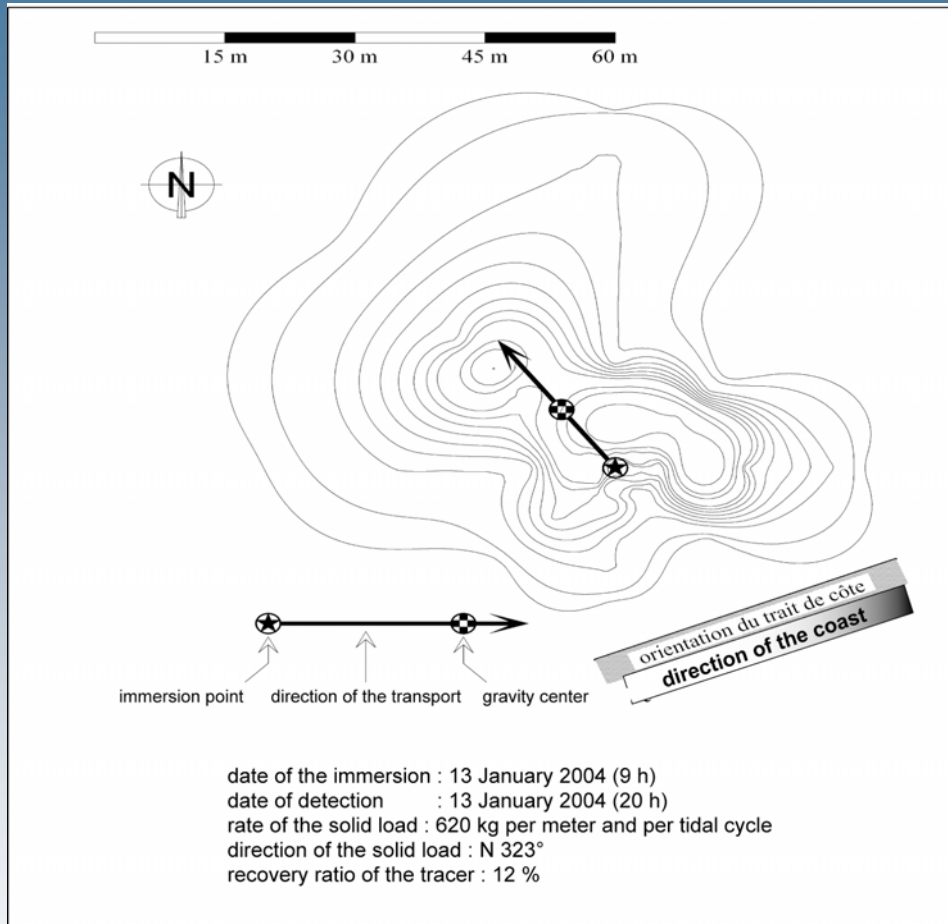 15 m 30 m 45 m 60 m
N
orientation du trait de côte
direction of the coast
immersion point direction of the transport gravity center
date of the immersion : 13 January 2004 (9 h)
date of detection : 13 January 2004 (20 h)
rate of the solid load : 620 kg per meter and per tidal cycle
direction of the solid load : N 323°
recovery ratio of the tracer : 12 %